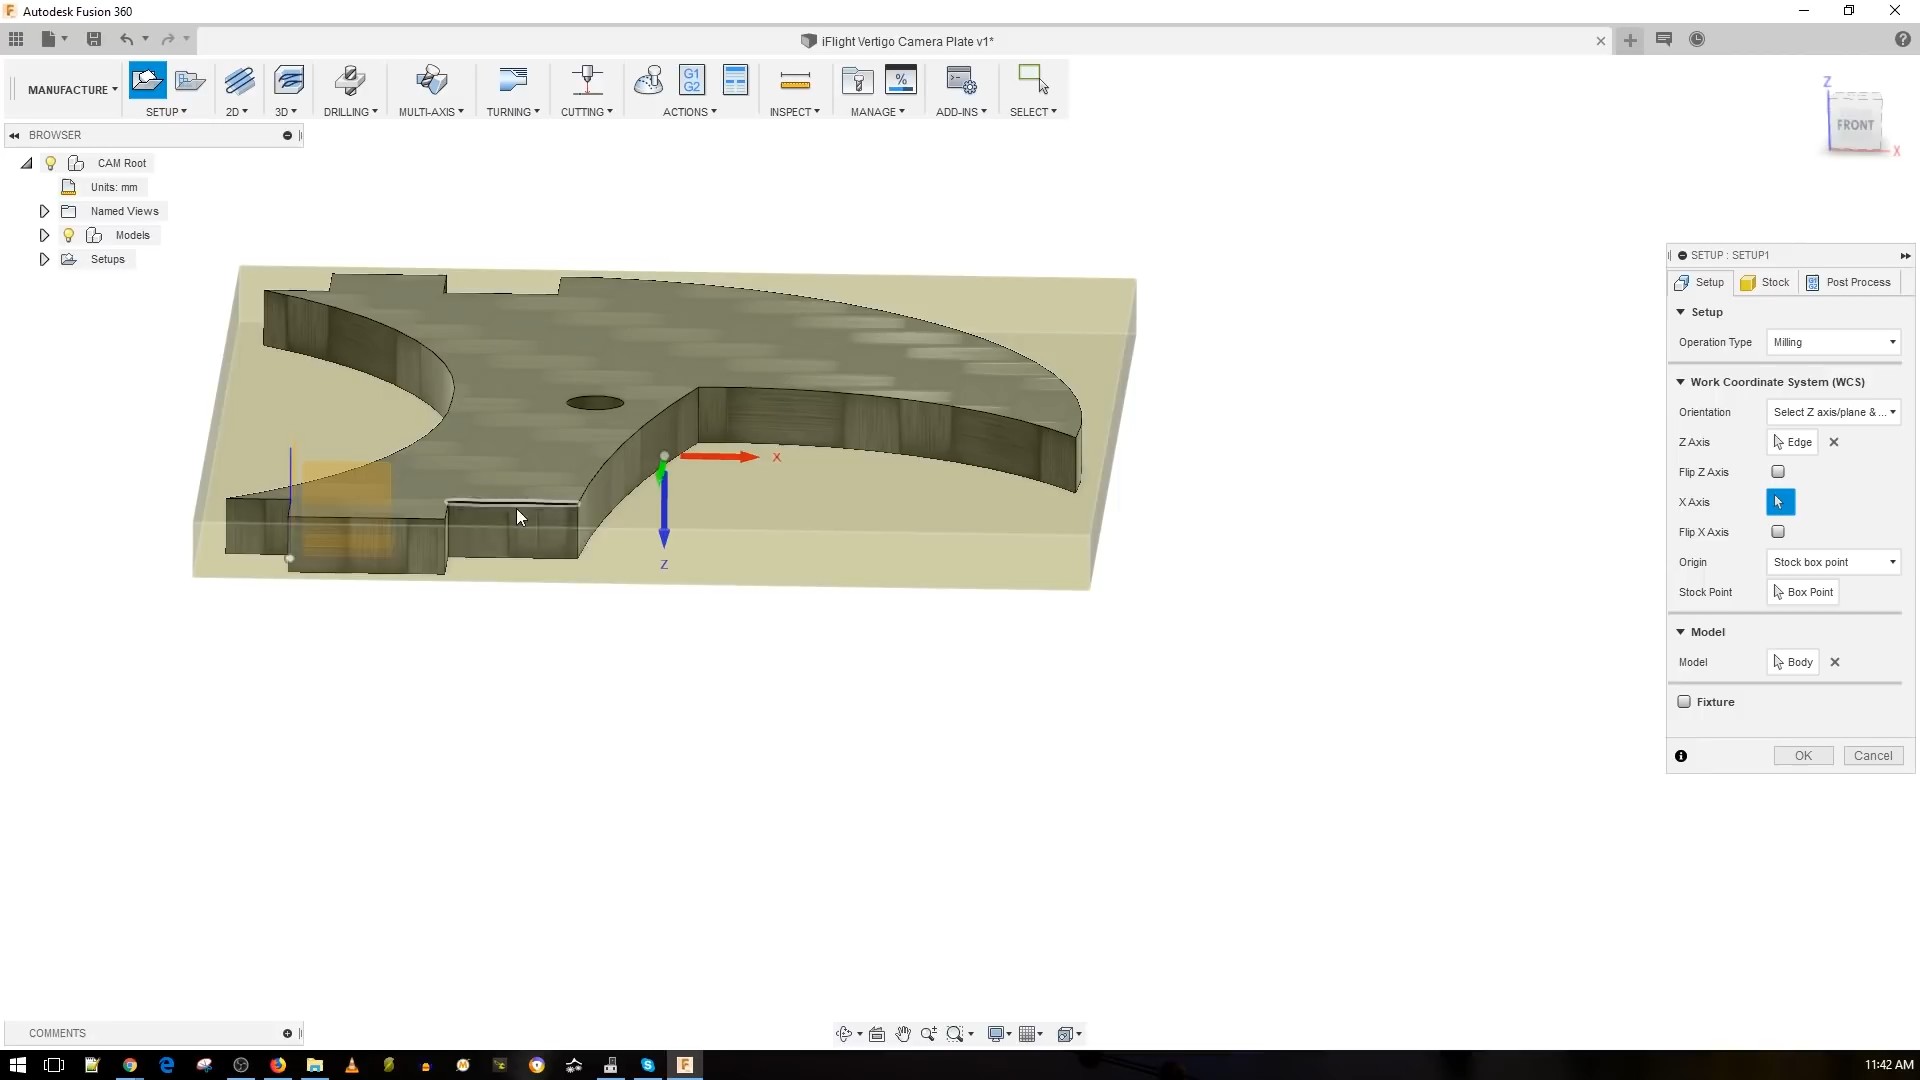 Autodesk Fusion 360
iFlight Vertigo Camera Plate v1*
MANUFACTURE
SETUP
2D
3D
DRILLING
MULTI-AXIS
TURNING
CUTTING
G1
G2
ACTIONS
INSPECT
%
MANAGE
ADD-INS
SELECT
BROWSER
CAM Root
Units: mm
Named Views
Models
Setups
Z
FRONT
X
X
Z
SETUP : SETUP1
Setup
Stock
Post Process
Setup
Operation Type
Milling
Work Coordinate System (WCS)
Orientation
Select Z axis/plane & ...
Z Axis
Edge
Flip Z Axis
X Axis
Flip X Axis
Origin
Stock box point
Stock Point
Box Point
Model
Model
Body
Fixture
OK
Cancel
COMMENTS
11:42 AM